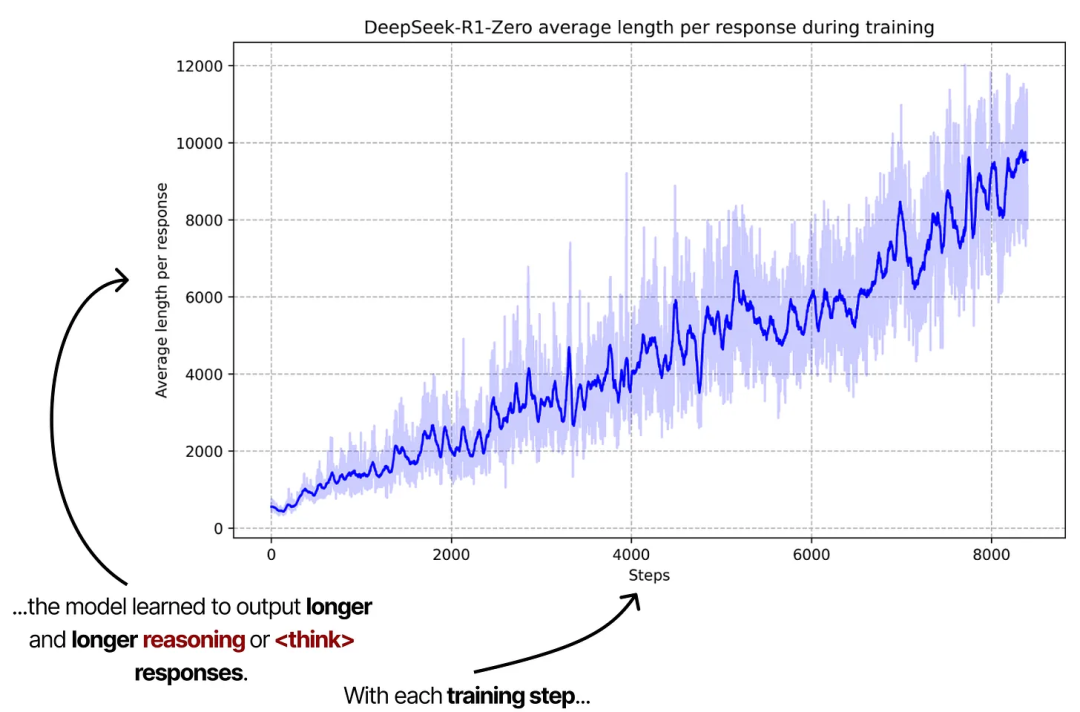 DeepSeek-R1-Zero average length per response during training
12000
10000
8000
6000
4000
2000
0
Average length per response
0 2000 4000 6000 8000
Steps
...the model learned to output longer
and longer reasoning or <think>
responses.
With each training step...